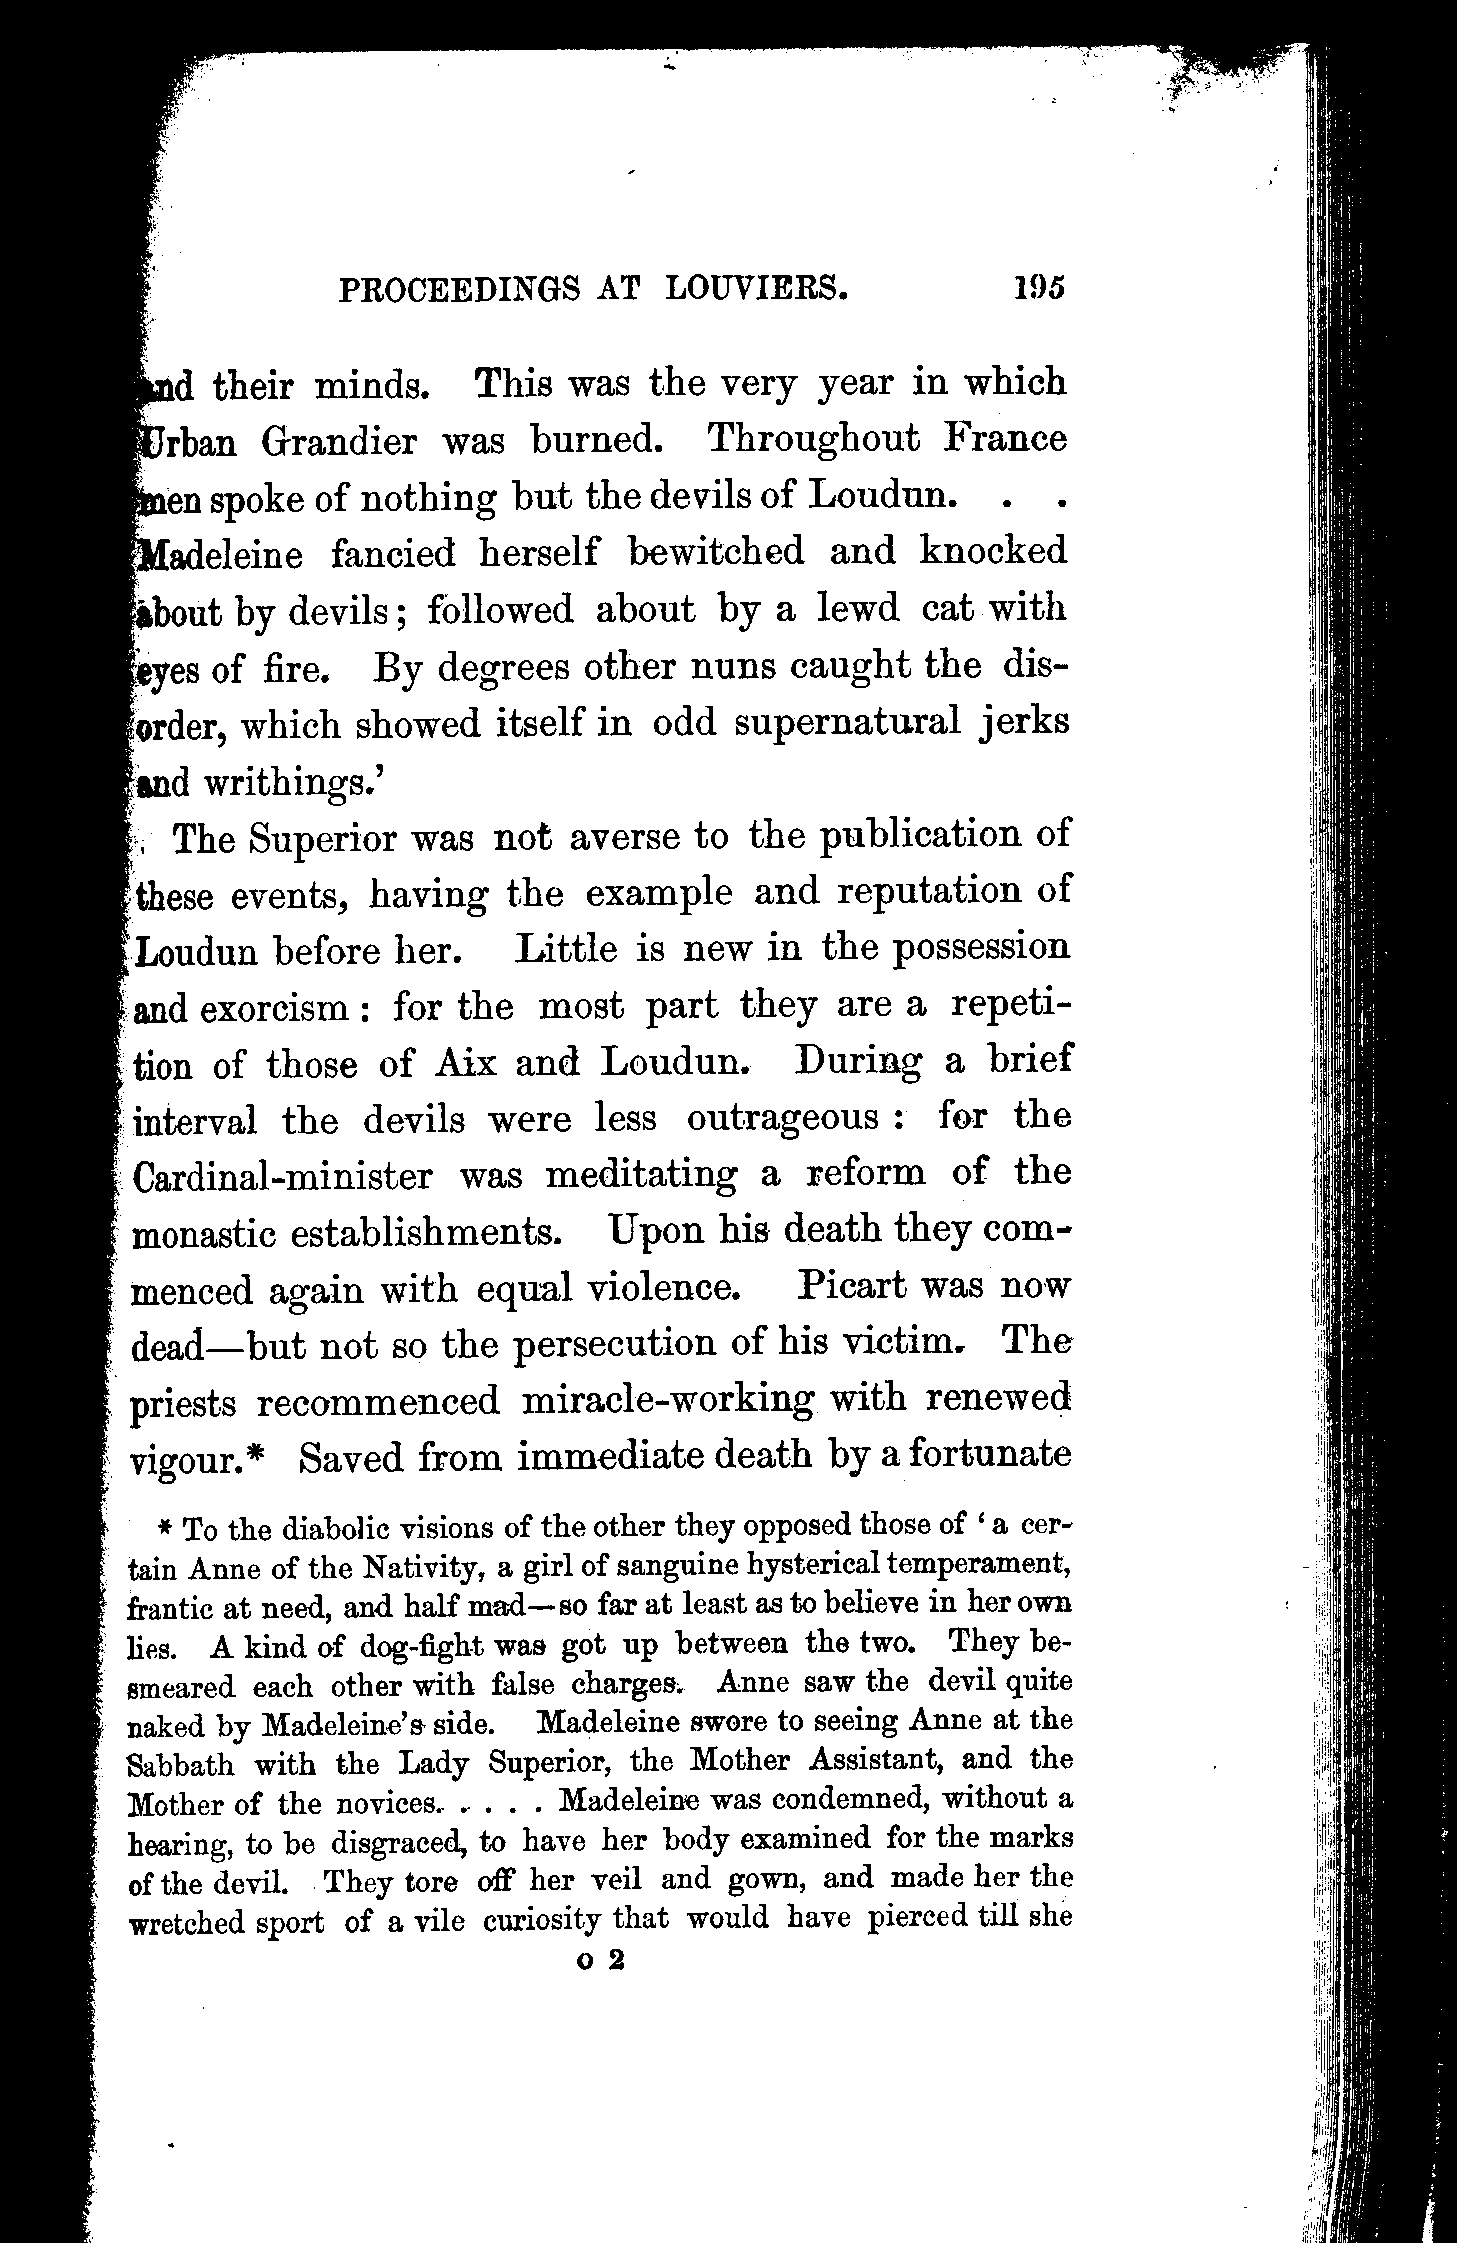 PROCEEDINGS AT LOUVIERS. 195
and their minds. This was the very year in which
Urban Grandier was burned. Throughout France
men spoke of nothing but the devils of Loudun. . .
Madeleine fancied herself bewitched and knocked
about by devils; followed about by a lewd cat with
eyes of fire. By degrees other nuns caught the dis-
order, which showed itself in odd supernatural jerks
and writhings.'
The Superior was not averse to the publication of
these events, having the example and reputation of
Loudun before her. Little is new in the possession
and exorcism: for the most part they are a repeti-
tion of those of Aix and Loudun. During a brief
interval the devils were less outrageous: for the
Cardinal-minister was meditating a reform of the
monastic establishments. Upon his death they com-
menced again with equal violence. Picart was now
dead—but not so the persecution of his victim. The
priests recommenced miracle-working with renewed
vigour.* Saved from immediate death by a fortunate
* To the diabolic visions of the other they opposed those of 'a cer-
tain Anne of the Nativity, a girl of sanguine hysterical temperament,
frantic at need, and half mad—so far at least as to believe in her own
lies. A kind of dog-fight was got up between the two. They be-
smeared each other with false charges. Anne saw the devil quite
naked by Madeleine's side. Madeleine swore to seeing Anne at the
Sabbath with the Lady Superior, the Mother Assistant, and the
Mother of the novices. . . . . Madeleine was condemned, without a
hearing, to be disgraced, to have her body examined for the marks
of the devil. They tore off her veil and gown, and made her the
wretched sport of a vile curiosity that would have pierced till she
o 2